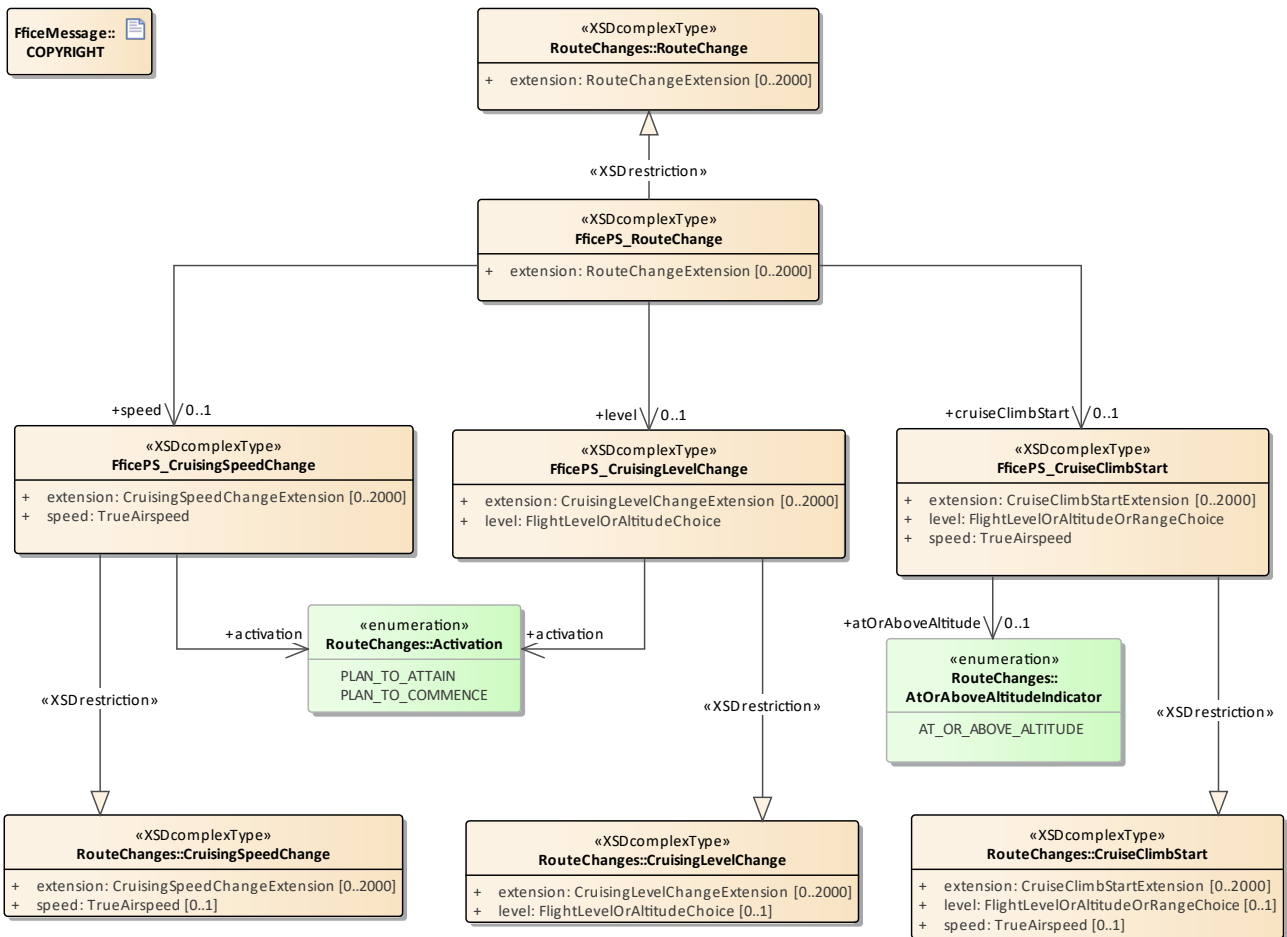 FficeMessage::
COPYRIGHT
«XSDcomplexType»
RouteChanges::RouteChange
+ extension: RouteChangeExtension [0..2000]
«XSDrestriction»
«XSDcomplexType»
FficePS_RouteChange
+ extension: RouteChangeExtension [0..2000]
+speed 0..1
+level 0..1
+cruiseClimbStart 0..1
«XSDcomplexType»
FficePS_CruisingSpeedChange
+ extension: CruisingSpeedChangeExtension [0..2000]
+ speed: TrueAirspeed
«XSDcomplexType»
FficePS_CruisingLevelChange
+ extension: CruisingLevelChangeExtension [0..2000]
+ level: FlightLevelOrAltitudeChoice
«XSDcomplexType»
FficePS_CruiseClimbStart
+ extension: CruiseClimbStartExtension [0..2000]
+ level: FlightLevelOrAltitudeOrRangeChoice
+ speed: TrueAirspeed
+activation
«enumeration»
RouteChanges::Activation
PLAN_TO_ATTAIN
PLAN_TO_COMMENCE
+activation
+atOrAboveAltitude 0..1
«enumeration»
RouteChanges::
AtOrAboveAltitudeIndicator
AT_OR_ABOVE_ALTITUDE
«XSDrestriction»
«XSDrestriction»
«XSDrestriction»
«XSDcomplexType»
RouteChanges::CruisingSpeedChange
+ extension: CruisingSpeedChangeExtension [0..2000]
+ speed: TrueAirspeed [0..1]
«XSDcomplexType»
RouteChanges::CruisingLevelChange
+ extension: CruisingLevelChangeExtension [0..2000]
+ level: FlightLevelOrAltitudeChoice [0..1]
«XSDcomplexType»
RouteChanges::CruiseClimbStart
+ extension: CruiseClimbStartExtension [0..2000]
+ level: FlightLevelOrAltitudeOrRangeChoice [0..1]
+ speed: TrueAirspeed [0..1]